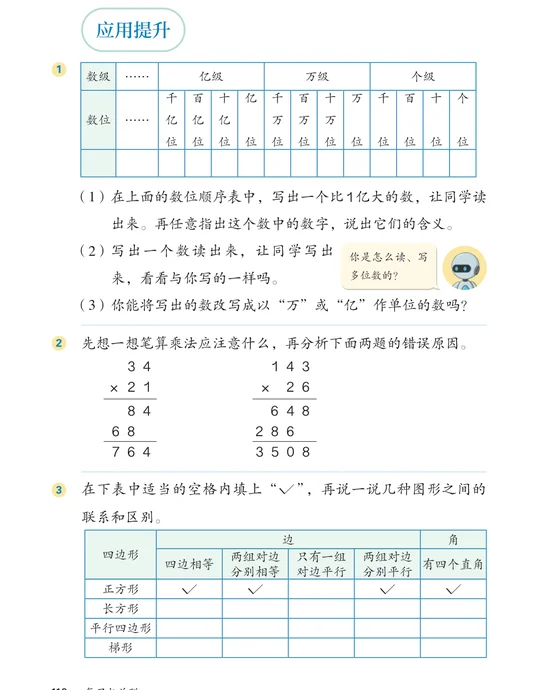 应用提升
1
数级 …… 亿级 万级 个级
数位 …… 千亿位 百亿位 十亿位 亿位 千万位 百万位 十万位 万位 千位 百位 十位 个位
（1）在上面的数位顺序表中，写出一个比1亿大的数，让同学读
出来。再任意指出这个数中的数字，说出它们的含义。
（2）写出一个数读出来，让同学写出
来，看看与你写的一样吗。
你是怎么读、写
多位数的？
（3）你能将写出的数改写成以“万”或“亿”作单位的数吗？
2 先想一想笔算乘法应注意什么，再分析下面两题的错误原因。
3 4
× 2 1
8 4
6 8
7 6 4
1 4 3
× 2 6
6 4 8
2 8 6
3 5 0 8
3 在下表中适当的空格内填上“✓”，再说一说几种图形之间的
联系和区别。
四边形 边 角
四边相等 两组对边分别相等 只有一组对边平行 两组对边分别平行 有四个直角
正方形 ✓ ✓ ✓ ✓
长方形
平行四边形
梯形